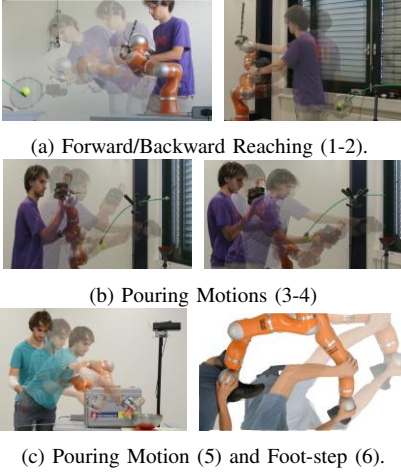 (a) Forward/Backward Reaching (1-2).
(b) Pouring Motions (3-4)
(c) Pouring Motion (5) and Foot-step (6).